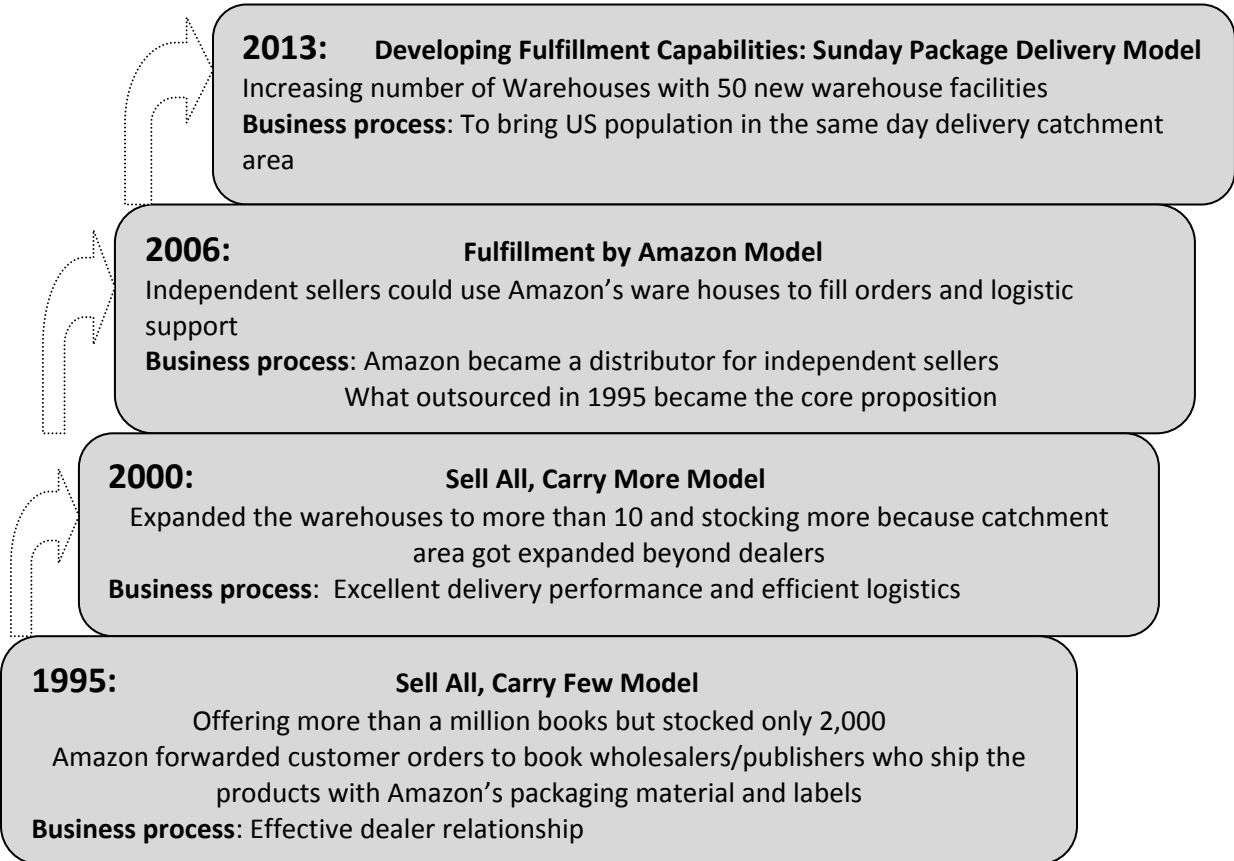 2013: Developing Fulfillment Capabilities: Sunday Package Delivery Model
Increasing number of Warehouses with 50 new warehouse facilities
Business process: To bring US population in the same day delivery catchment
area
2006: Fulfillment by Amazon Model
Independent sellers could use Amazon’s ware houses to fill orders and logistic
support
Business process: Amazon became a distributor for independent sellers
What outsourced in 1995 became the core proposition
2000: Sell All, Carry More Model
Expanded the warehouses to more than 10 and stocking more because catchment
area got expanded beyond dealers
Business process: Excellent delivery performance and efficient logistics
1995: Sell All, Carry Few Model
Offering more than a million books but stocked only 2,000
Amazon forwarded customer orders to book wholesalers/publishers who ship the
products with Amazon’s packaging material and labels
Business process: Effective dealer relationship